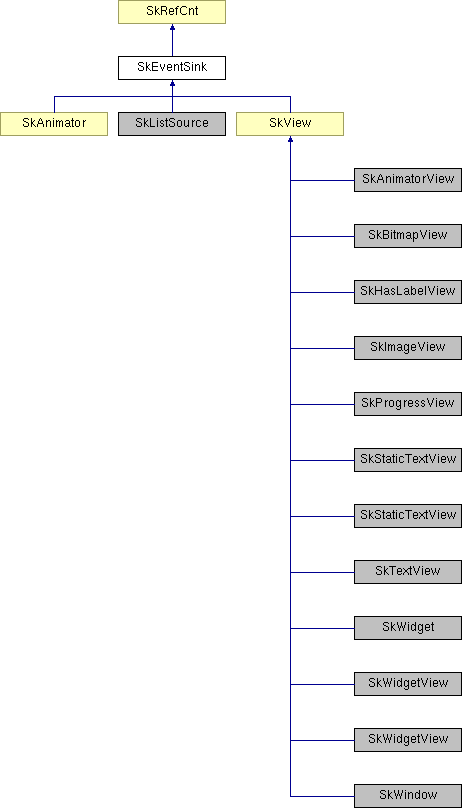 SkRefCnt
SkEventSink
SkAnimator SkListSource SkView
SkAnimatorView
SkBitmapView
SkHasLabelView
SkImageView
SkProgressView
SkStaticTextView
SkStaticTextView
SkTextView
SkWidget
SkWidgetView
SkWidgetView
SkWindow